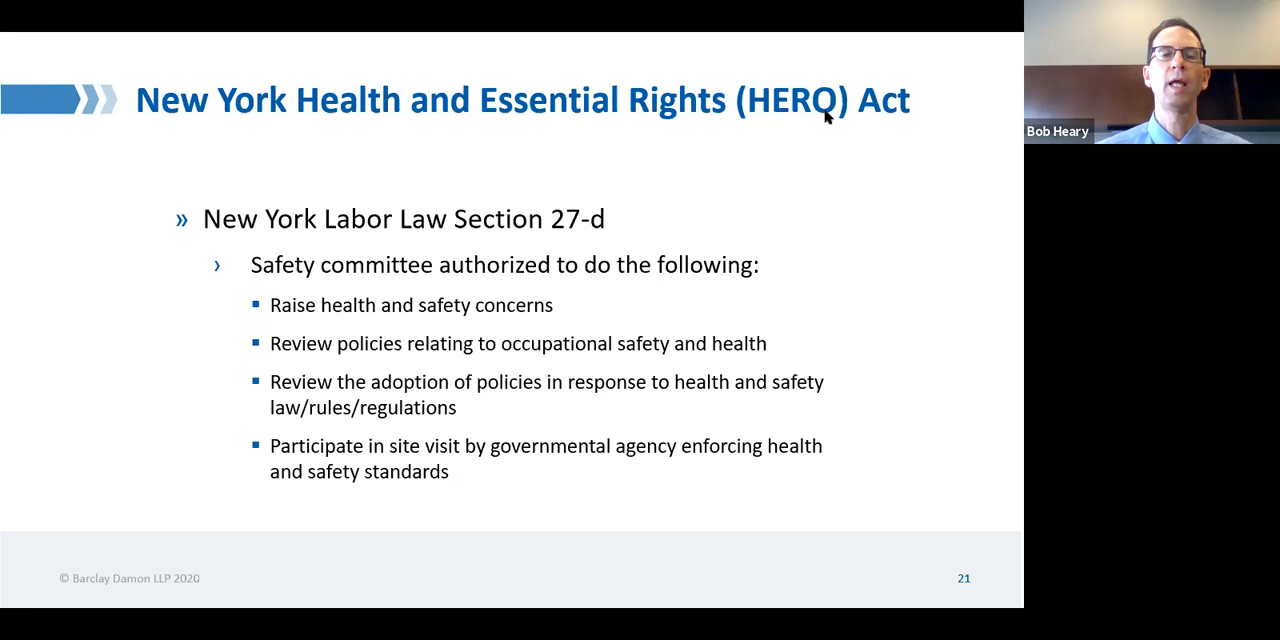 New York Health and Essential Rights (HERO) Act
» New York Labor Law Section 27-d
› Safety committee authorized to do the following:
▪ Raise health and safety concerns
▪ Review policies relating to occupational safety and health
▪ Review the adoption of policies in response to health and safety
law/rules/regulations
▪ Participate in site visit by governmental agency enforcing health
and safety standards
© Barclay Damon LLP 2020
21
Bob Heary